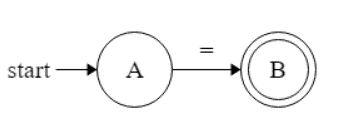 start A = B